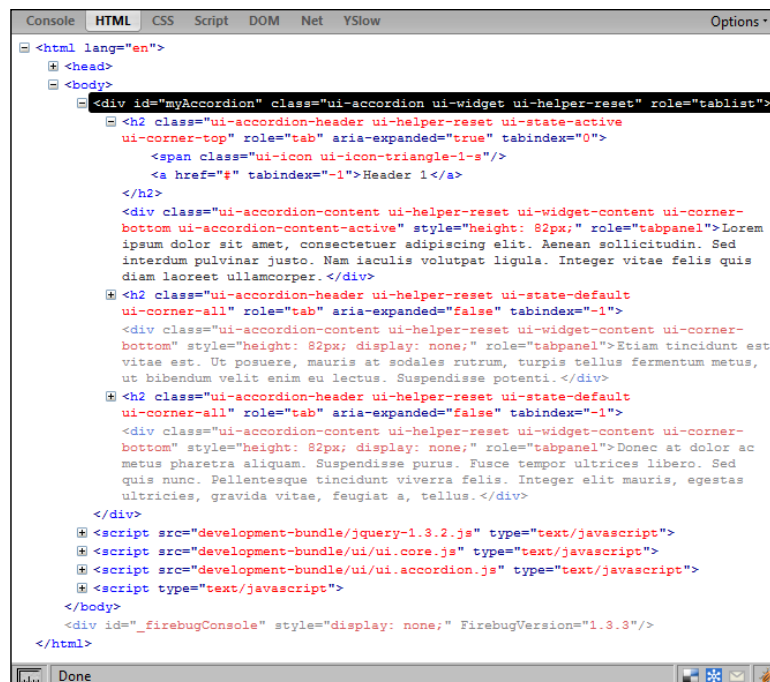 Console HTML CSS Script DOM Net YSlow Options
<html lang="en">
<head>
<body>
<div id="myAccordion" class="ui-accordion ui-widget ui-helper-reset" role="tablist">
<h2 class="ui-accordion-header ui-helper-reset ui-state-active
ui-corner-top" role="tab" aria-expanded="true" tabindex="0">
<span class="ui-icon ui-icon-triangle-1-s"/>
<a href="#" tabindex="-1">Header 1</a>
</h2>
<div class="ui-accordion-content ui-helper-reset ui-widget-content ui-corner-
bottom ui-accordion-content-active" style="height: 82px;" role="tabpanel">Lorem
ipsum dolor sit amet, consectetuer adipiscing elit. Aenean sollicitudin. Sed
interdum pulvinar justo. Nam iaculis volutpat ligula. Integer vitae felis quis
diam laoreet ullamcorper.</div>
<h2 class="ui-accordion-header ui-helper-reset ui-state-default
ui-corner-all" role="tab" aria-expanded="false" tabindex="-1">
<div class="ui-accordion-content ui-helper-reset ui-widget-content ui-corner-
bottom" style="height: 82px; display: none;" role="tabpanel">Etiam tincidunt est
vitae est. Ut posuere, mauris at sodales rutrum, turpis tellus fermentum metus,
ut bibendum velit enim eu lectus. Suspendisse potenti.</div>
<h2 class="ui-accordion-header ui-helper-reset ui-state-default
ui-corner-all" role="tab" aria-expanded="false" tabindex="-1">
<div class="ui-accordion-content ui-helper-reset ui-widget-content ui-corner-
bottom" style="height: 82px; display: none;" role="tabpanel">Donec at dolor ac
metus pharetra aliquam. Suspendisse purus. Fusce tempor ultrices libero. Sed
quis nunc. Pellentesque tincidunt viverra felis. Integer elit mauris, egestas
ultricies, gravida vitae, feugiat a, tellus.</div>
</div>
<script src="development-bundle/jquery-1.3.2.js" type="text/javascript">
<script src="development-bundle/ui/ui.core.js" type="text/javascript">
<script src="development-bundle/ui/ui.accordion.js" type="text/javascript">
<script type="text/javascript">
</body>
<div id="_firebugConsole" style="display: none;" FirebugVersion="1.3.3"/>
</html>
Done